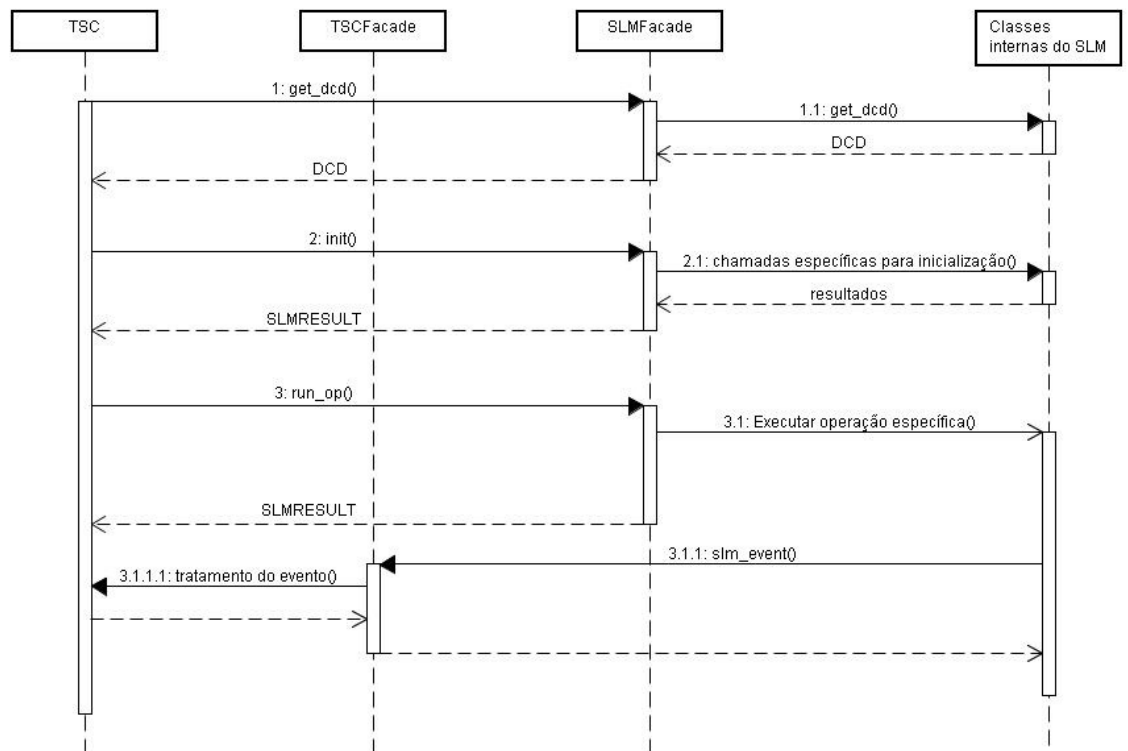 TSC
TSCFacade
SLMFacade
Classes
internas do SLM
1: get_dcd()
1.1: get_dcd()
DCD
DCD
2: init()
2.1: chamadas específicas para inicialização()
resultados
SLMRESULT
3: run_op()
3.1: Executar operação específica()
SLMRESULT
3.1.1: slm_event()
3.1.1.1: tratamento do evento()